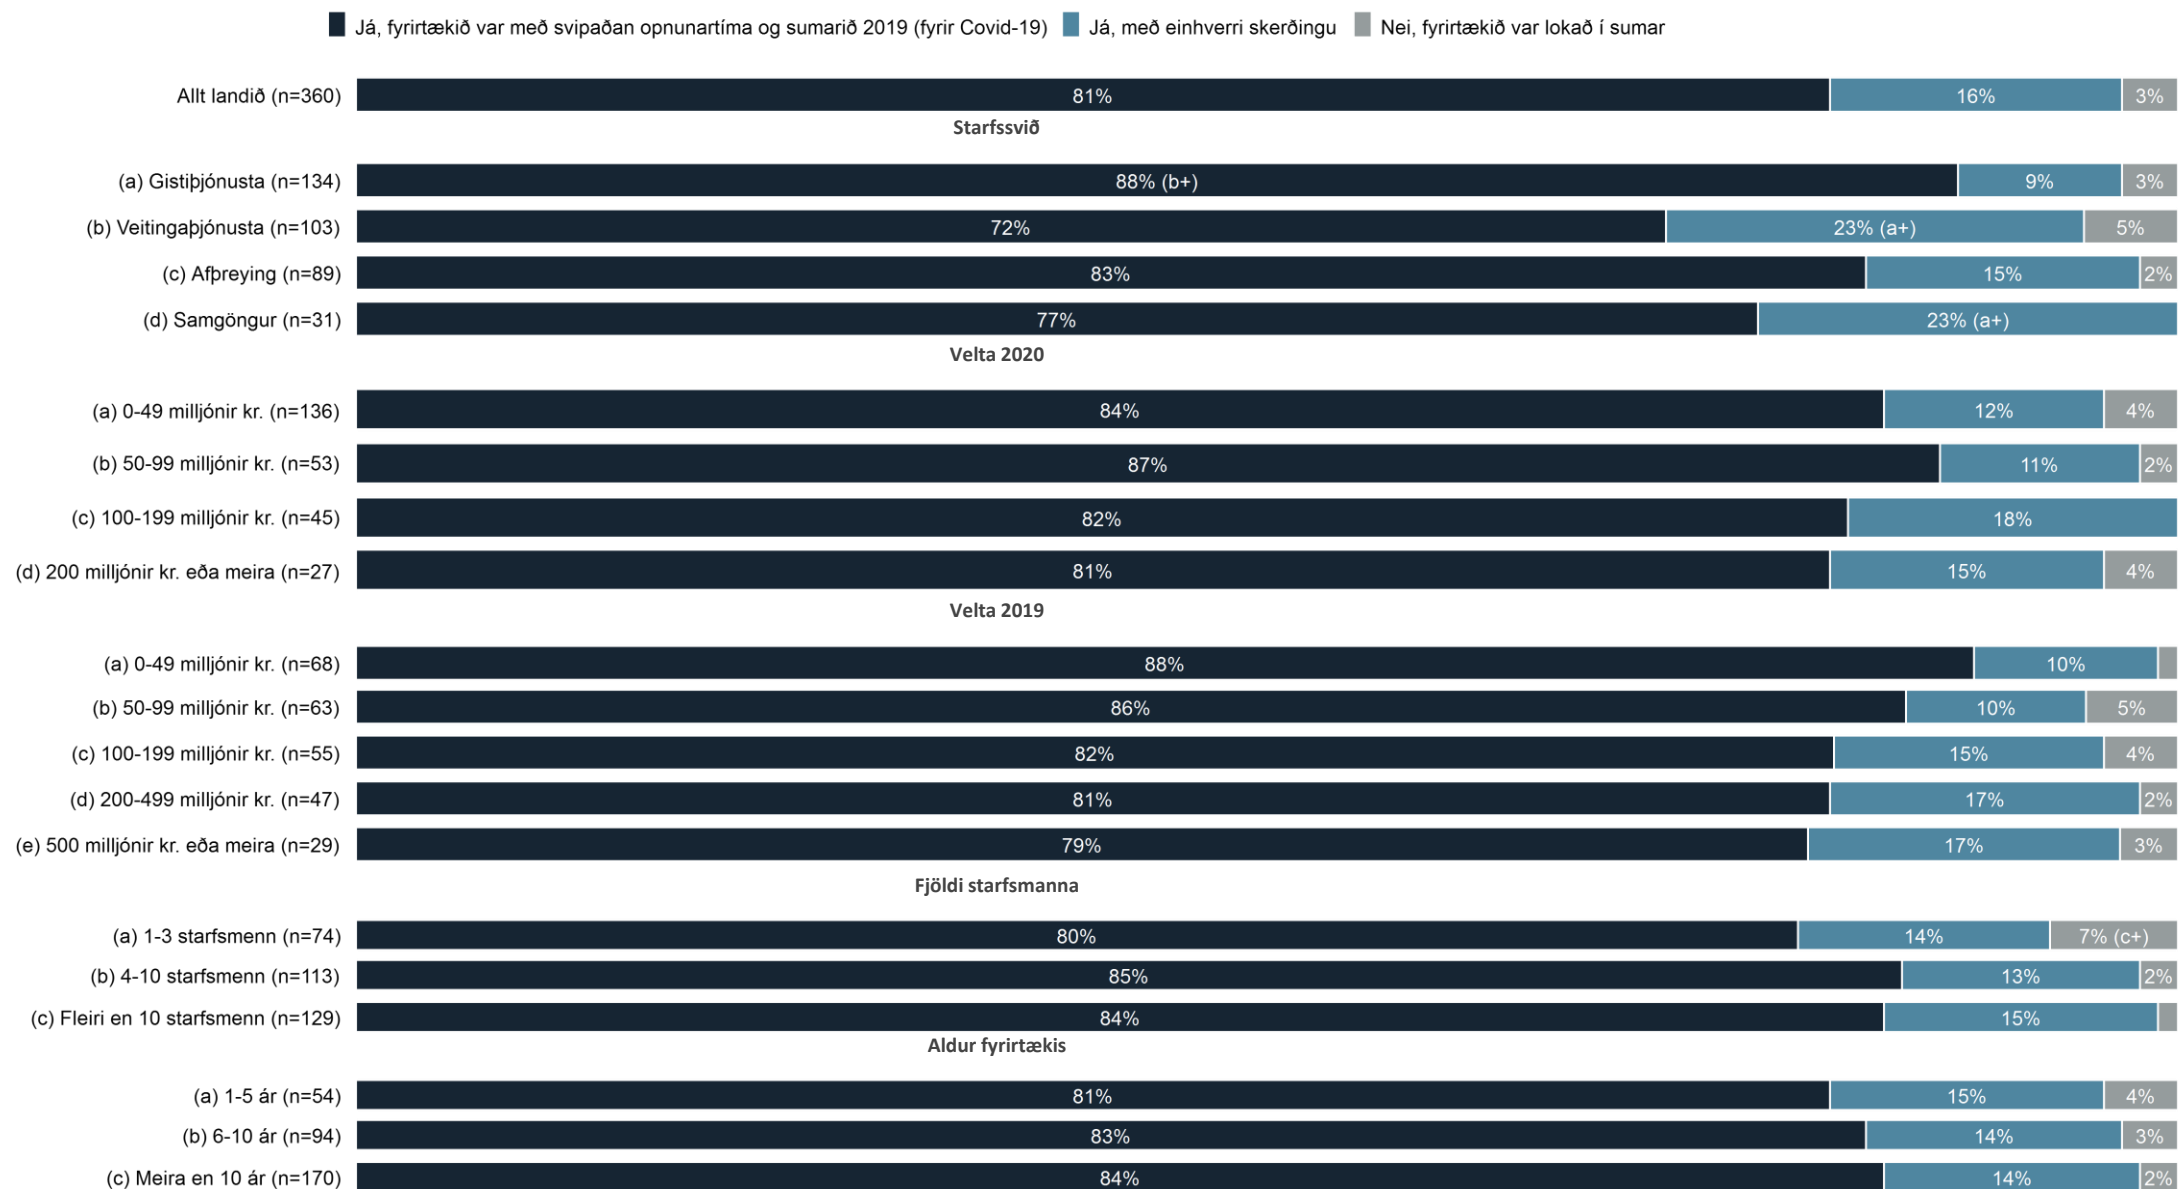 Já, fyrirtækið var með svipaðan opnunartíma og sumarið 2019 (fyrir Covid-19) Já, með einhverri skerðingu Nei, fyrirtækið var lokað í sumar
Allt landið (n=360) 81% 16% 3%
Starfssvið
(a) Gistiþjónusta (n=134) 88% (b+) 9% 3%
(b) Veitingaþjónusta (n=103) 72% 23% (a+) 5%
(c) Afþreying (n=89) 83% 15% 2%
(d) Samgöngur (n=31) 77% 23% (a+)
Velta 2020
(a) 0-49 milljónir kr. (n=136) 84% 12% 4%
(b) 50-99 milljónir kr. (n=53) 87% 11% 2%
(c) 100-199 milljónir kr. (n=45) 82% 18%
(d) 200 milljónir kr. eða meira (n=27) 81% 15% 4%
Velta 2019
(a) 0-49 milljónir kr. (n=68) 88% 10%
(b) 50-99 milljónir kr. (n=63) 86% 10% 5%
(c) 100-199 milljónir kr. (n=55) 82% 15% 4%
(d) 200-499 milljónir kr. (n=47) 81% 17% 2%
(e) 500 milljónir kr. eða meira (n=29) 79% 17% 3%
Fjöldi starfsmanna
(a) 1-3 starfsmenn (n=74) 80% 14% 7% (c+)
(b) 4-10 starfsmenn (n=113) 85% 13% 2%
(c) Fleiri en 10 starfsmenn (n=129) 84% 15%
Aldur fyrirtækis
(a) 1-5 ár (n=54) 81% 15% 4%
(b) 6-10 ár (n=94) 83% 14% 3%
(c) Meira en 10 ár (n=170) 84% 14% 2%